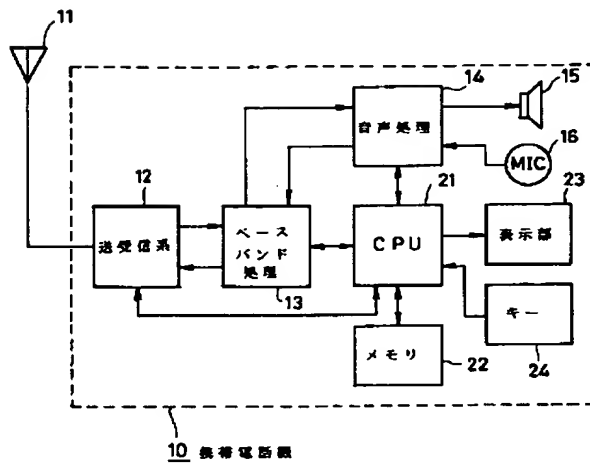 11
14
15
音声処理
16
MIC
12
21
23
送受信系
ベース
バンド
処理
CPU
表示部
13
キー
メモリ
22
24
10 携帯電話機